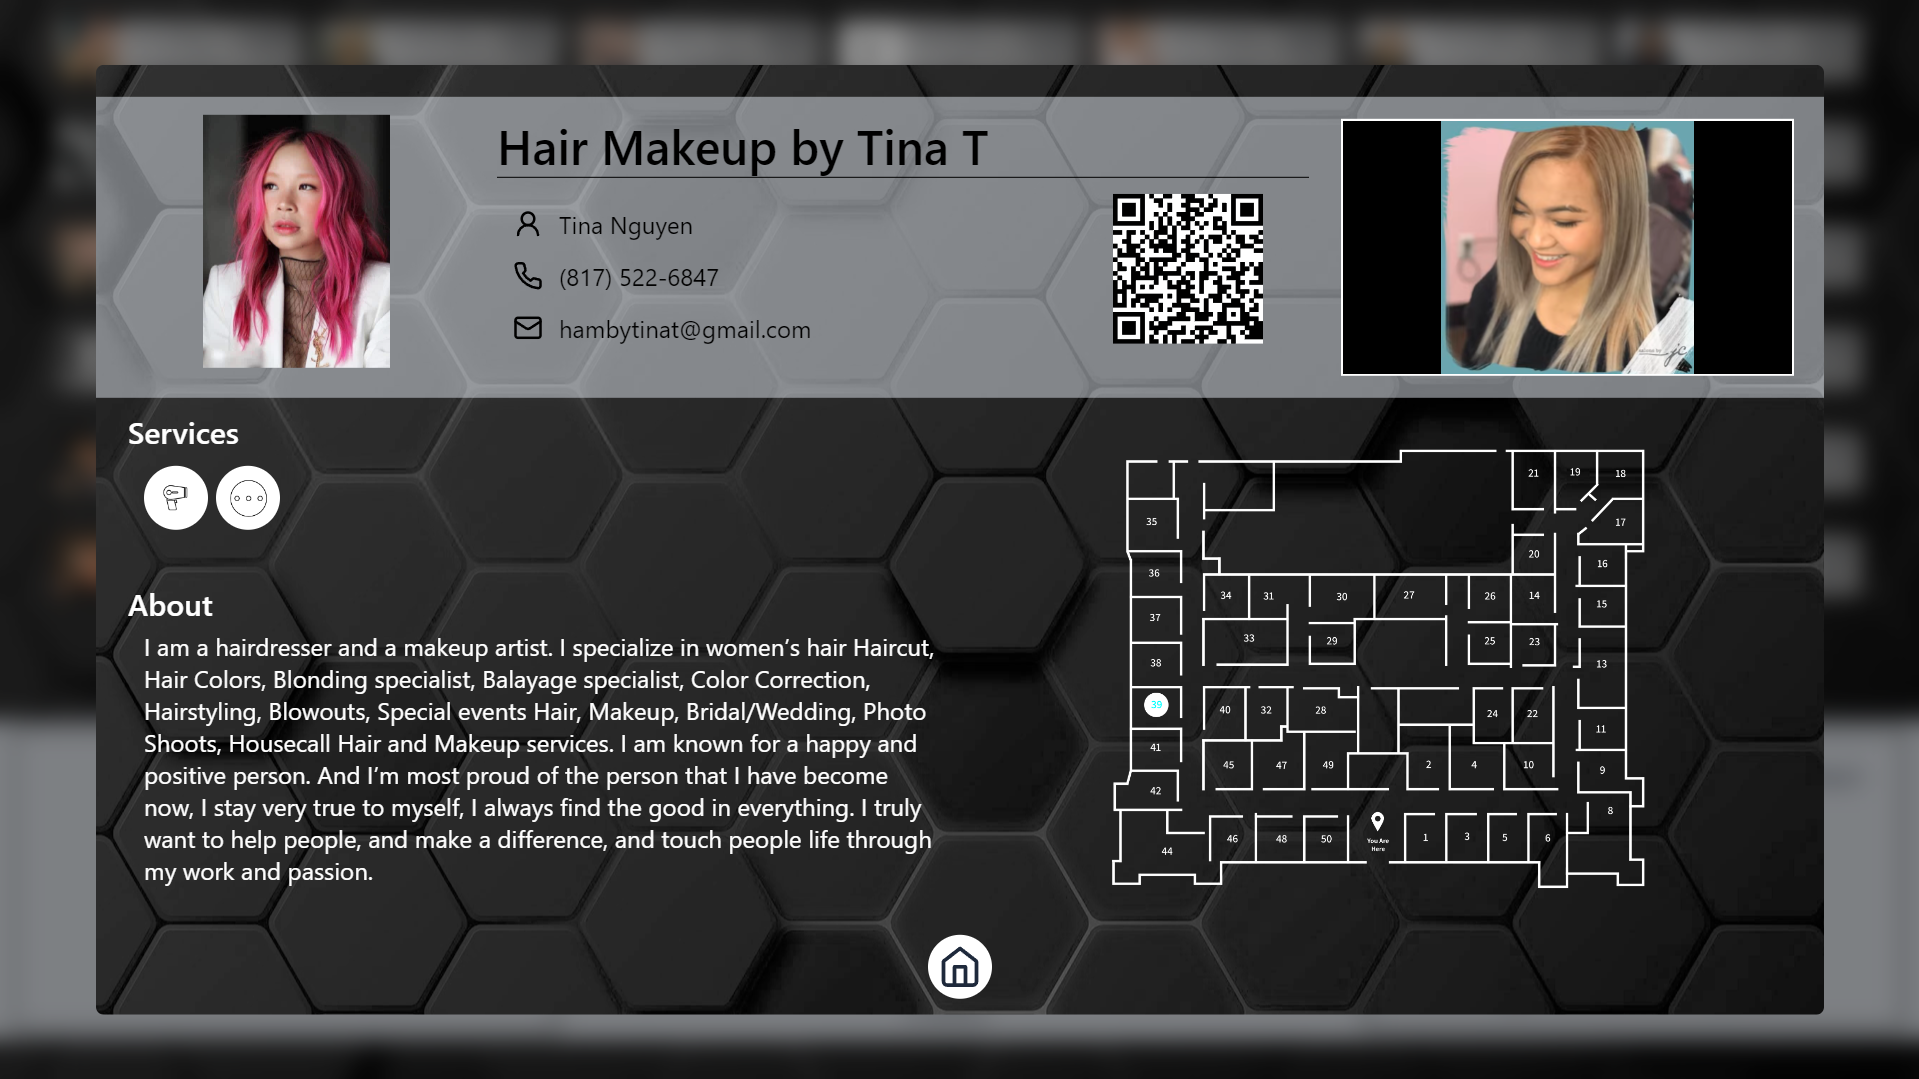 Hair Makeup by Tina T
Tina Nguyen
(817) 522-6847
hambytinat@gmail.com
jc
Services
About
I am a hairdresser and a makeup artist. I specialize in women’s hair Haircut,
Hair Colors, Blonding specialist, Balayage specialist, Color Correction,
Hairstyling, Blowouts, Special events Hair, Makeup, Bridal/Wedding, Photo
Shoots, Housecall Hair and Makeup services. I am known for a happy and
positive person. And I’m most proud of the person that I have become
now, I stay very true to myself, I always find the good in everything. I truly
want to help people, and make a difference, and touch people life through
my work and passion.
21 19 18
35 17
20
36 16
34 31 30 27 26 14
15
37
33 29 25 23
38 13
39 40 32 28 24 22
11
41
45 47 49 2 4 10
9
42
8
46 48 50 1 3 5 6
You Are
Here
44